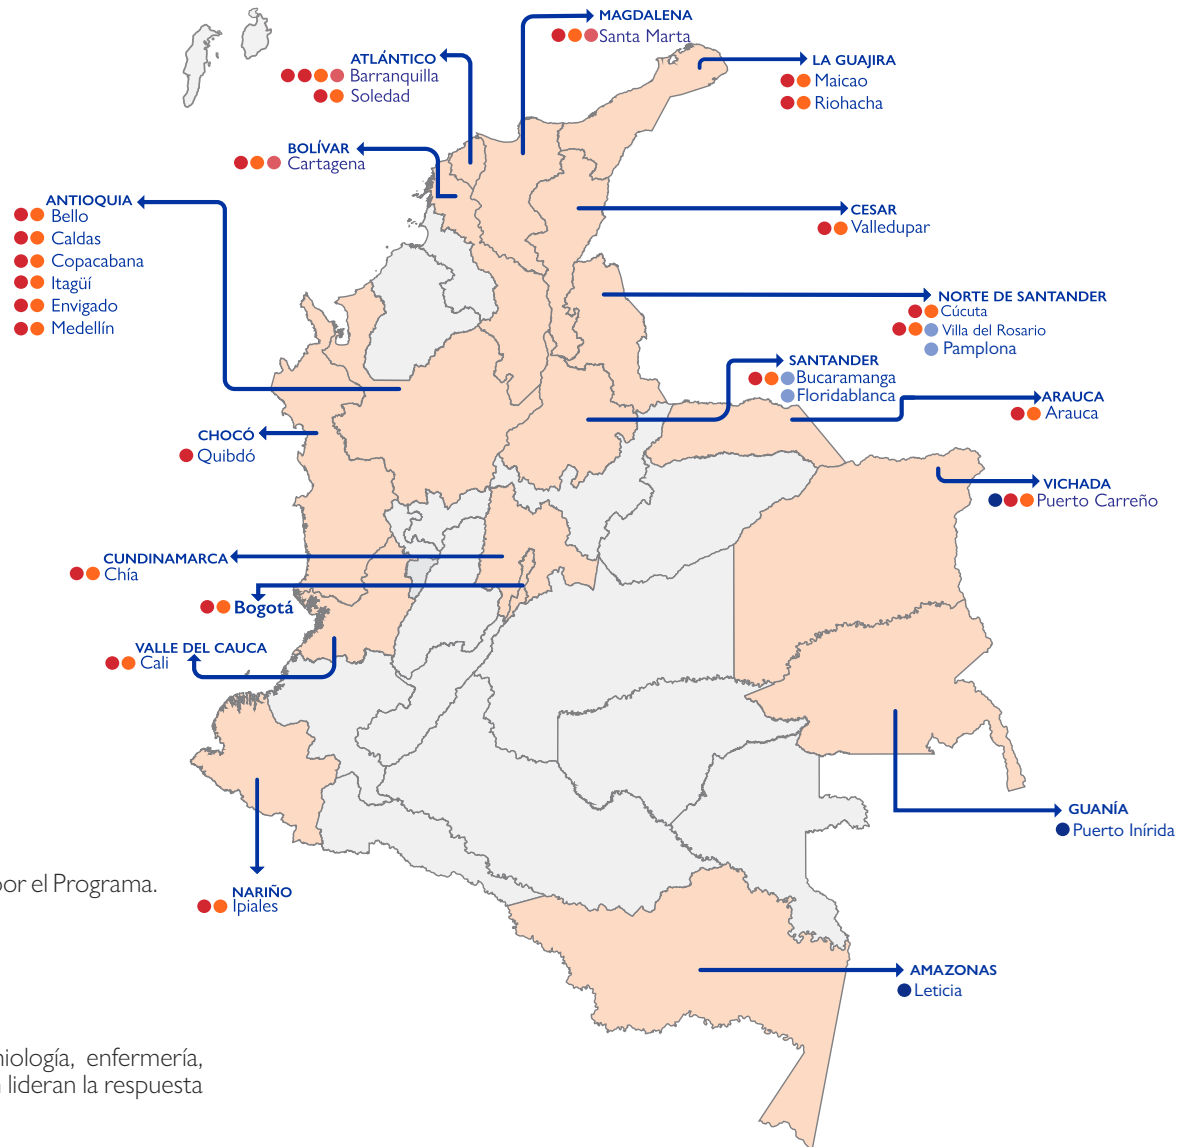 MAGDALENA
Santa Marta
ATLÁNTICO
Barranquilla
Soledad
LA GUAJIRA
Maicao
Riohacha
BOLÍVAR
Cartagena
ANTIOQUIA
Bello
Caldas
Copacabana
Itagüí
Envigado
Medellín
CESAR
Valledupar
NORTE DE SANTANDER
Cúcuta
Villa del Rosario
Pamplona
SANTANDER
Bucaramanga
Floridablanca
ARAUCA
Arauca
CHOCÓ
Quibdó
VICHADA
Puerto Carreño
CUNDINAMARCA
Chía
Bogotá
VALLE DEL CAUCA
Cali
GUANÍA
Puerto Inírida
por el Programa.
NARIÑO
Ipiales
AMAZONAS
Leticia
niología, enfermería,
lideran la respuesta